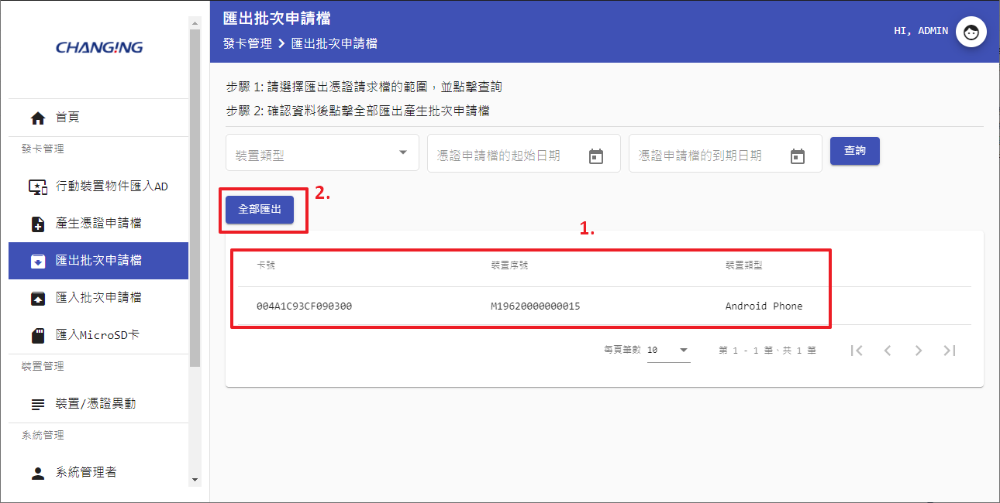 CHANG!NG
首頁
發卡管理
行動裝置物件匯入AD
產生憑證申請檔
匯出批次申請檔
匯入批次申請檔
匯入MicroSD卡
裝置管理
裝置/憑證異動
系統管理
系統管理者
匯出批次申請檔
發卡管理 > 匯出批次申請檔
HI, ADMIN
步驟 1: 請選擇匯出憑證請求檔的範圍，並點擊查詢
步驟 2: 確認資料後點擊全部匯出產生批次申請檔
裝置類型 憑證申請檔的起始日期 憑證申請檔的到期日期 查詢
全部匯出 2.
1.
卡號 裝置序號 裝置類型
004A1C93CF090300 M19620000000015 Android Phone
每頁筆數 10 第 1 - 1 筆、共 1 筆